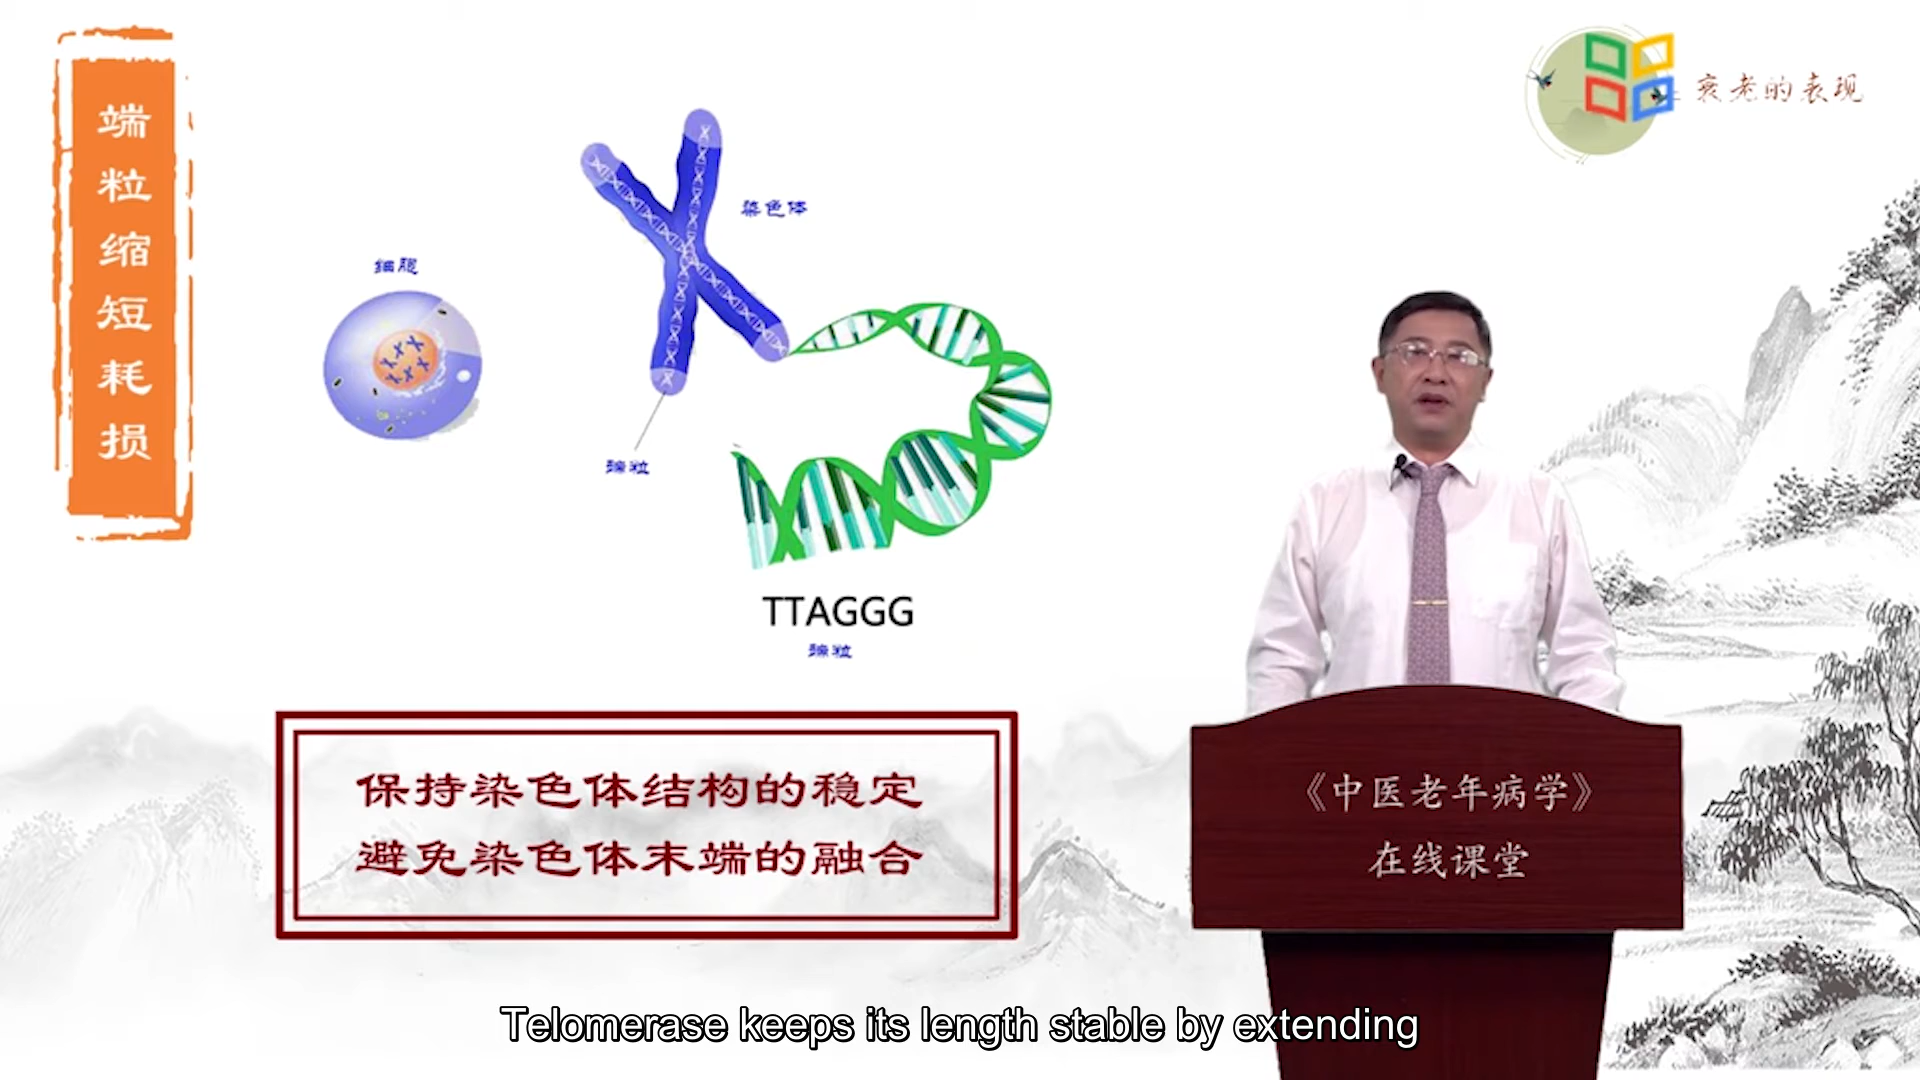 端粒缩短耗损
衰老的表现
染色体
细胞
端粒
TTAGGG
端粒
保持染色体结构的稳定
避免染色体末端的融合
《中医老年病学》
在线课堂
Telomerase keeps its length stable by extending